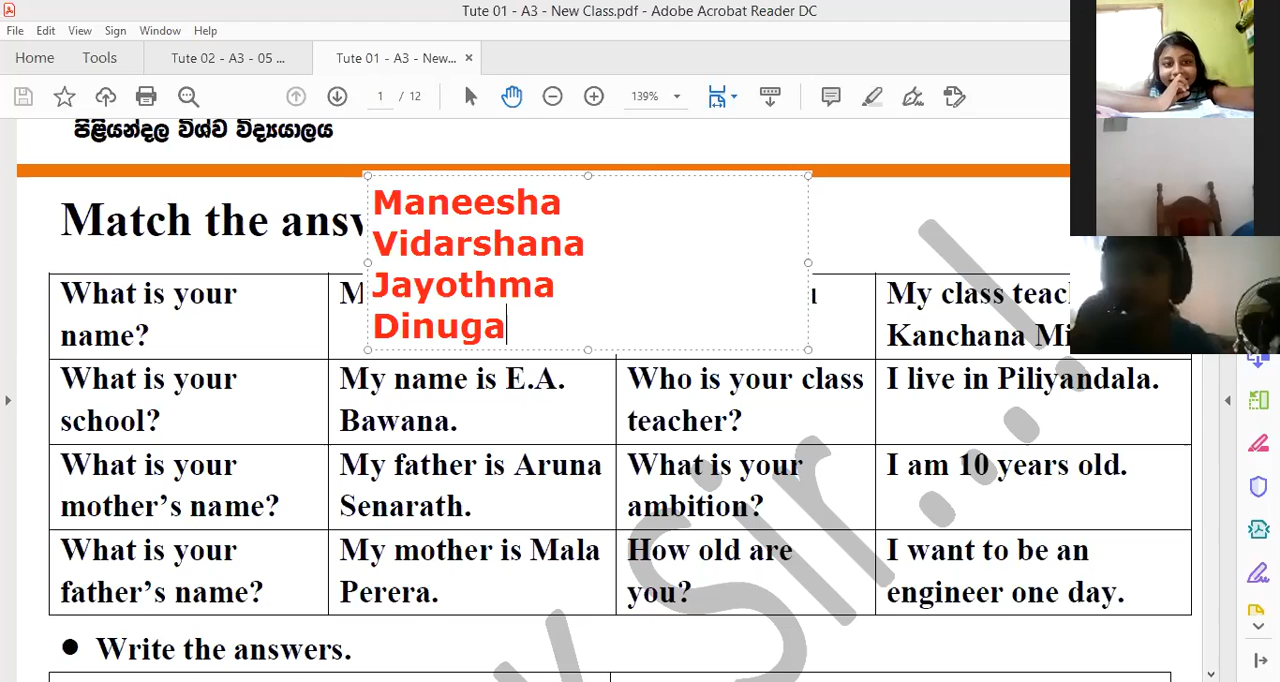 Tute 01 - A3 - New Class.pdf - Adobe Acrobat Reader DC
File Edit View Sign Window Help
Home Tools Tute 02 - A3 - 05 ... Tute 01 - A3 - New... ×
1 / 12 139%
පිළියන්දල විශ්ව විද්‍යයාලය
Maneesha
Vidarshana
Jayothma
Dinuga
Match the
What is your
name?
My class
Kanchana
What is your
school?
My name is E.A.
Bawana.
Who is your class
teacher?
I live in Piliyandala.
What is your
mother’s name?
My father is Aruna
Senarath.
What is your
ambition?
I am 10 years old.
What is your
father’s name?
My mother is Mala
Perera.
How old are
you?
I want to be an
engineer one day.
Sir...!
● Write the answers.